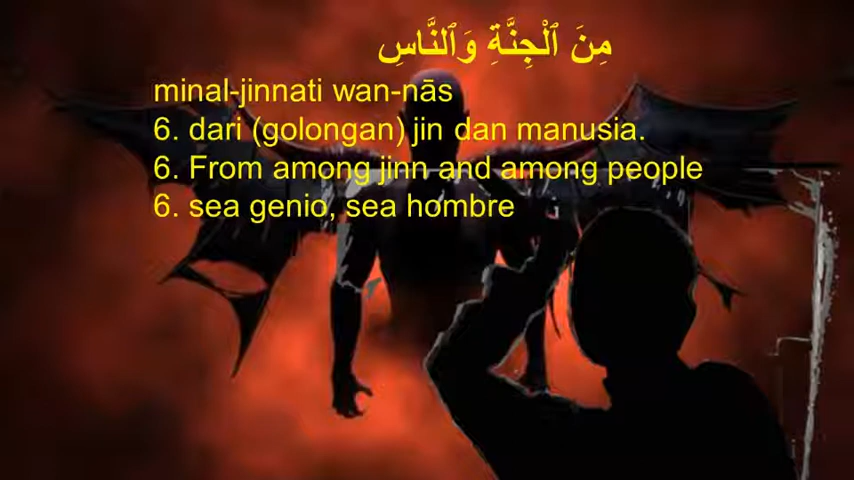 مِنَ ٱلْجِنَّةِ وَٱلنَّاسِ
minal-jinnati wan-nās
6. dari (golongan) jin dan manusia.
6. From among jinn and among people
6. sea genio, sea hombre